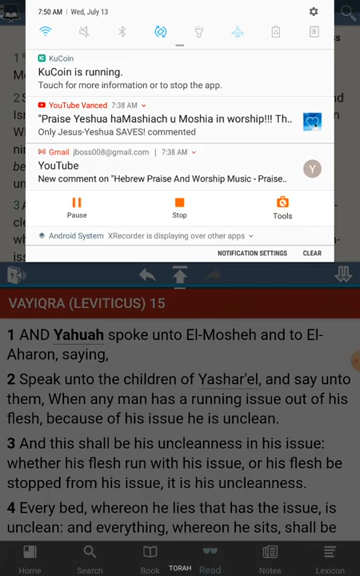 7:50 AM Wed, July 13
KuCoin
KuCoin is running.
Touch for more information or to stop the app.
YouTube Vanced 7:38 AM
"Praise Yeshua haMashiach u Moshia in worship!!! Th..
Only Jesus-Yeshua SAVES! commented
Gmail | jboss008@gmail.com | 7:38 AM
YouTube
New comment on "Hebrew Praise And Worship Music - Praise..
Y
Pause Stop Tools
Android System XRecorder is displaying over other apps
NOTIFICATION SETTINGS CLEAR
VAYIQRA (LEVITICUS) 15
1 AND Yahuah spoke unto El-Mosheh and to El-
Aharon, saying,
2 Speak unto the children of Yashar'el, and say unto
them, When any man has a running issue out of his
flesh, because of his issue he is unclean.
3 And this shall be his uncleanness in his issue:
whether his flesh run with his issue, or his flesh be
stopped from his issue, it is his uncleanness.
4 Every bed, whereon he lies that has the issue, is
unclean: and everything, whereon he sits, shall be
Home Search Book TORAH Read Notes Lexicon